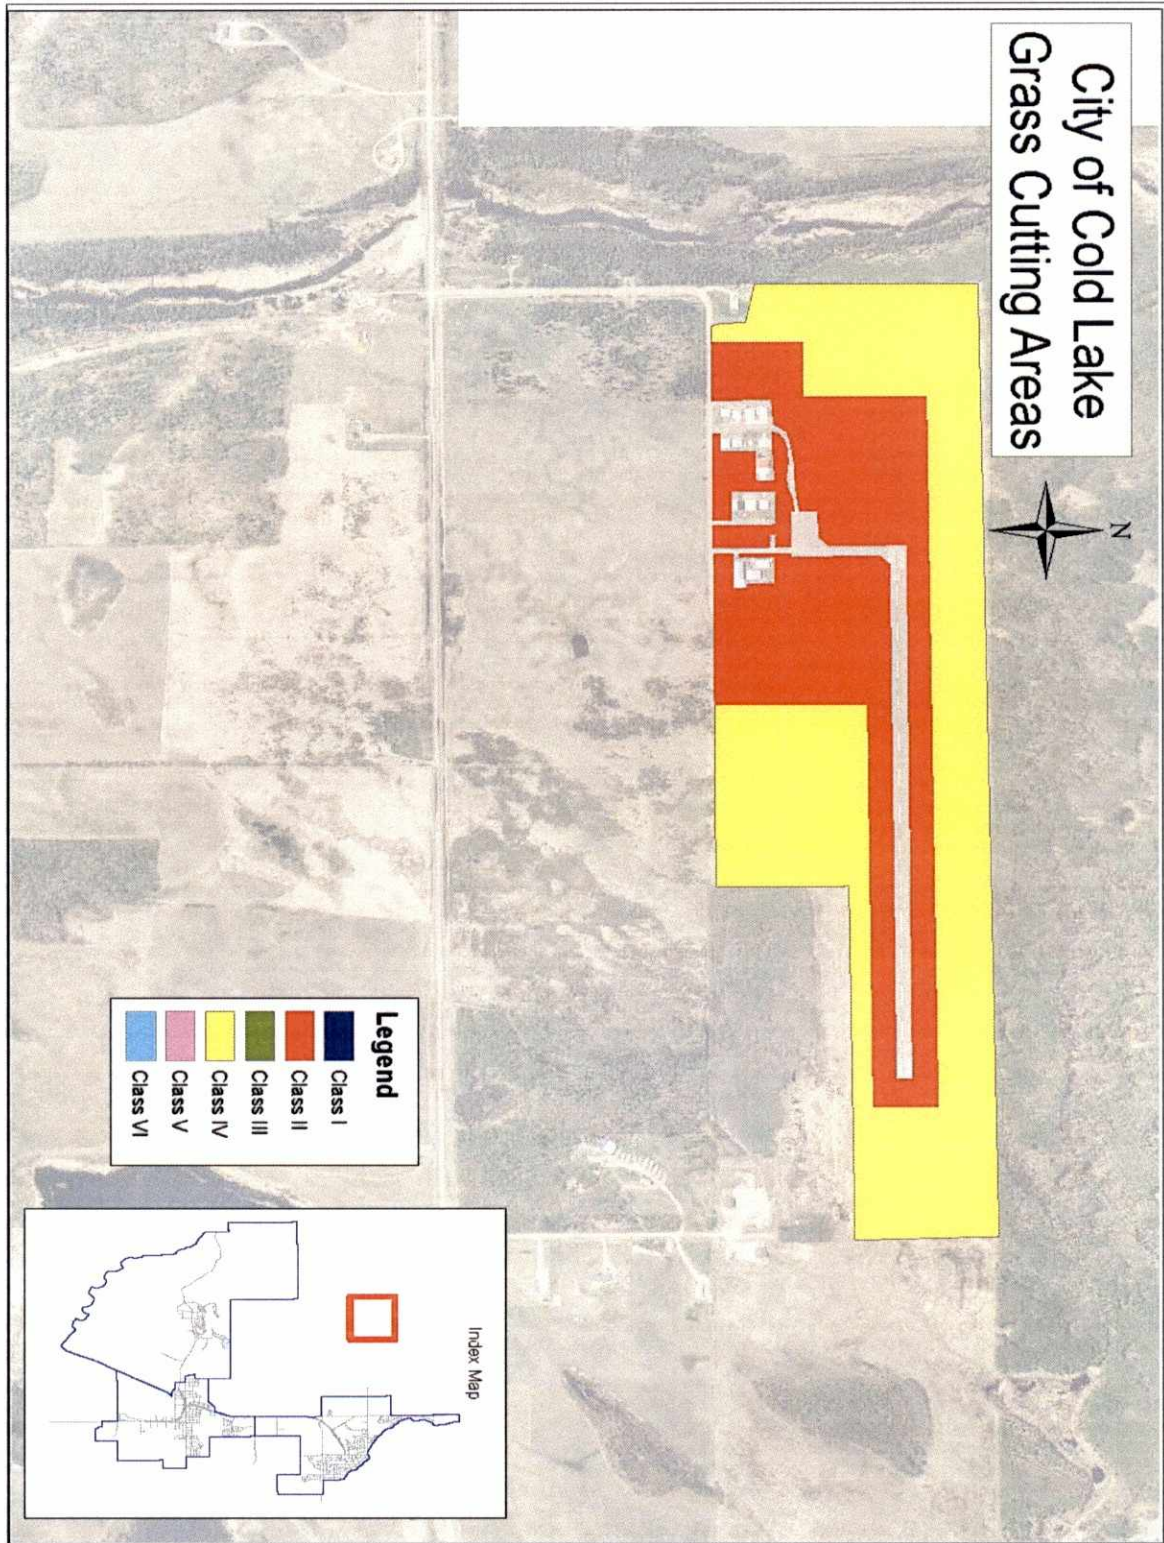 City of Cold Lake
Grass Cutting Areas
N
Legend
Class I
Class II
Class III
Class IV
Class V
Class VI
Index Map